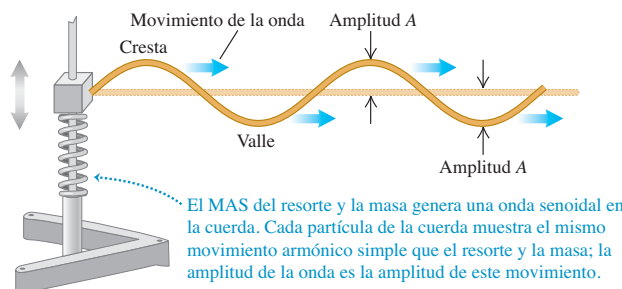 Movimiento de la onda
Amplitud A
Cresta
Valle
Amplitud A
El MAS del resorte y la masa genera una onda senoidal en
la cuerda. Cada partícula de la cuerda muestra el mismo
movimiento armónico simple que el resorte y la masa; la
amplitud de la onda es la amplitud de este movimiento.